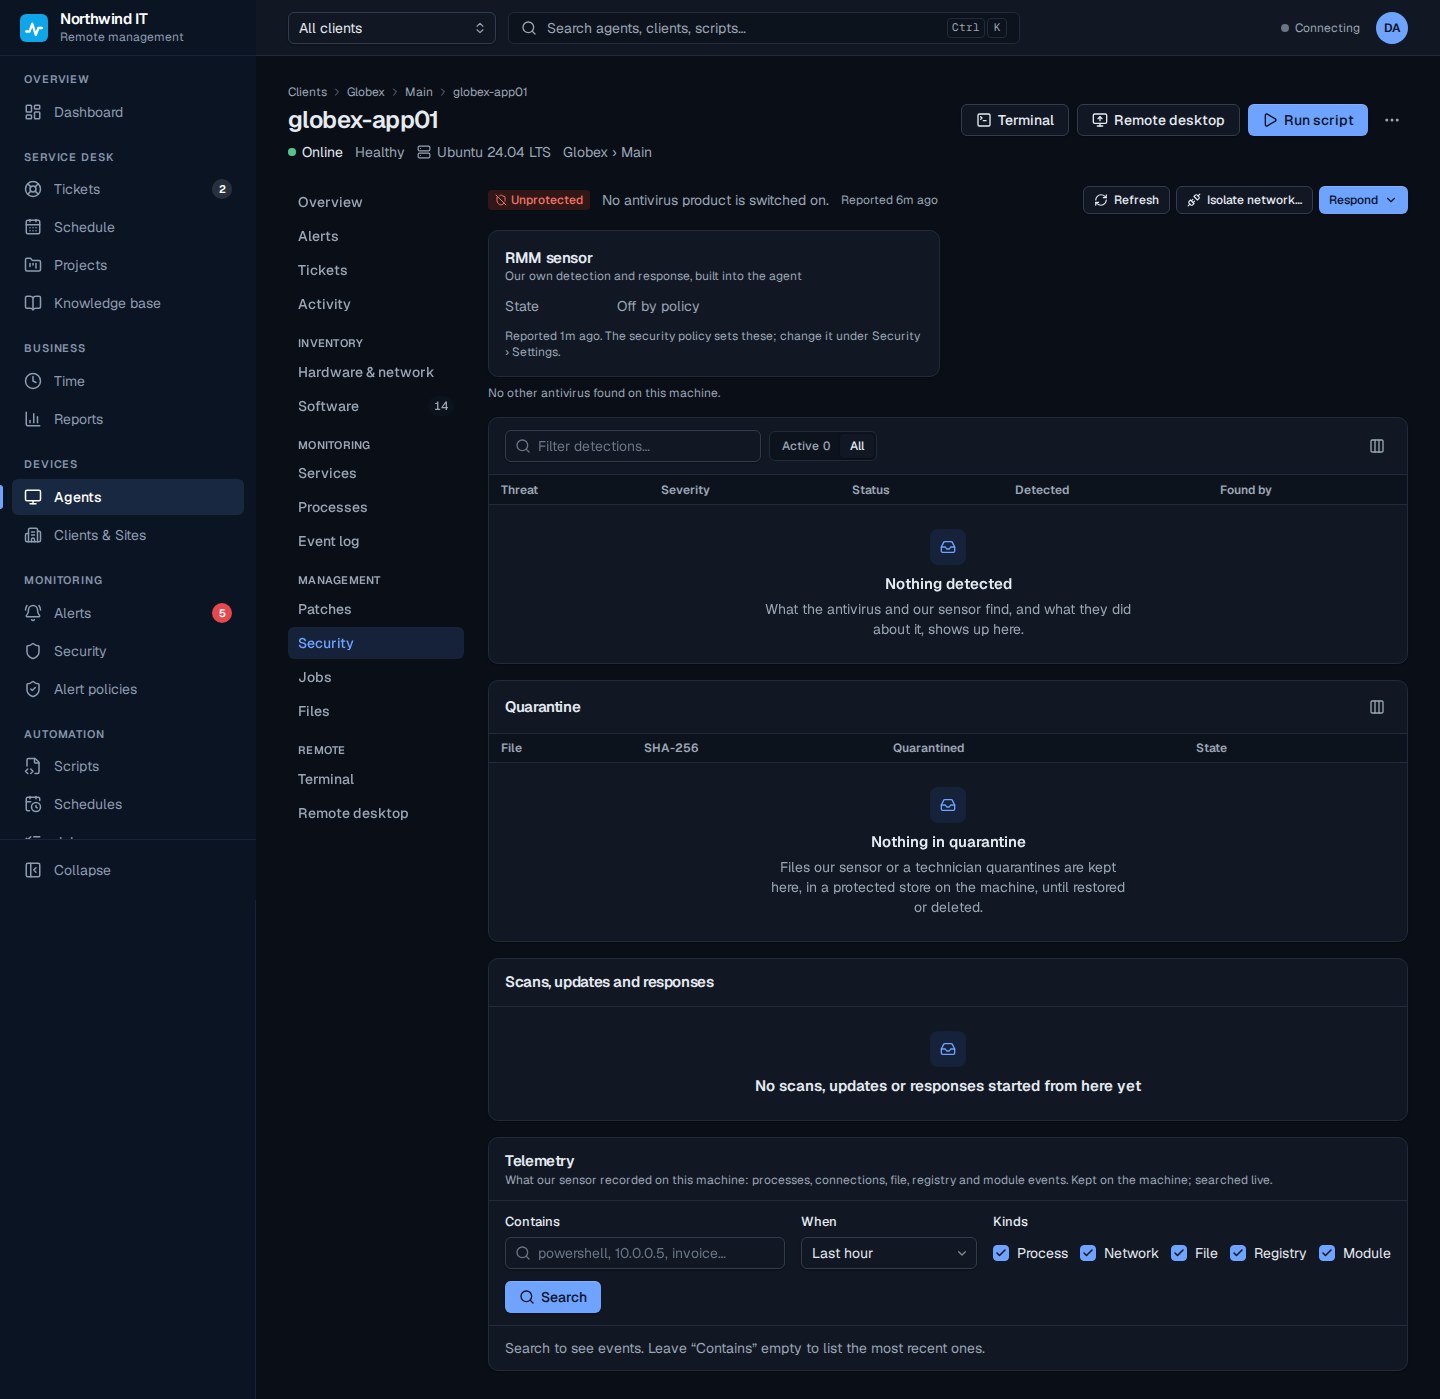 Northwind IT
Remote management
All clients
Search agents, clients, scripts...
Ctrl K
Connecting
DA
OVERVIEW
Dashboard
SERVICE DESK
Tickets 2
Schedule
Projects
Knowledge base
BUSINESS
Time
Reports
DEVICES
Agents
Clients & Sites
MONITORING
Alerts 5
Security
Alert policies
AUTOMATION
Scripts
Schedules
Collapse
Clients > Globex > Main > globex-app01
globex-app01
Terminal
Remote desktop
Run script
Online Healthy Ubuntu 24.04 LTS Globex › Main
Overview
Alerts
Tickets
Activity
INVENTORY
Hardware & network
Software 14
MONITORING
Services
Processes
Event log
MANAGEMENT
Patches
Security
Jobs
Files
REMOTE
Terminal
Remote desktop
Unprotected No antivirus product is switched on. Reported 6m ago
Refresh
Isolate network...
Respond
RMM sensor
Our own detection and response, built into the agent
State Off by policy
Reported 1m ago. The security policy sets these; change it under Security
› Settings.
No other antivirus found on this machine.
Filter detections...
Active 0 All
Threat Severity Status Detected Found by
Nothing detected
What the antivirus and our sensor find, and what they did
about it, shows up here.
Quarantine
File SHA-256 Quarantined State
Nothing in quarantine
Files our sensor or a technician quarantines are kept
here, in a protected store on the machine, until restored
or deleted.
Scans, updates and responses
No scans, updates or responses started from here yet
Telemetry
What our sensor recorded on this machine: processes, connections, file, registry and module events. Kept on the machine; searched live.
Contains When Kinds
powershell, 10.0.0.5, invoice... Last hour Process Network File Registry Module
Search
Search to see events. Leave “Contains” empty to list the most recent ones.